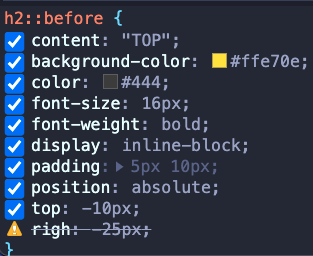 h2::before {
content: "TOP";
background-color: #ffe70e;
color: #444;
font-size: 16px;
font-weight: bold;
display: inline-block;
padding: 5px 10px;
position: absolute;
top: -10px;
righ: -25px;
}